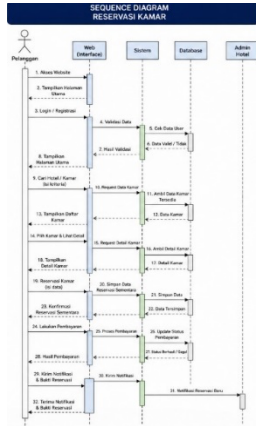 SEQUENCE DIAGRAM
RESERVASI KAMAR
Pelanggan
Web
(Interface)
Sistem
Database
Admin
Hotel
1. Akses Website
2. Tampilkan Halaman
Utama
3. Login / Registrasi
4. Validasi Data
5. Cek Data User
6. Data Valid / Tidak
7. Hasil Validasi
8. Tampilkan
Halaman Utama
9. Cari Hotel / Kamar
(isi kriteria)
10. Request Data Kamar
11. Ambil Data Kamar
Tersedia
12. Data Kamar
13. Tampilkan Daftar
Kamar
14. Pilih Kamar & Lihat Detail
15. Request Detail Kamar
16. Ambil Detail Kamar
17. Detail Kamar
18. Tampilkan
Detail Kamar
19. Reservasi Kamar
(isi data)
20. Simpan Data
Reservasi Sementara
21. Simpan Data
22. Data Tersimpan
23. Konfirmasi
Reservasi Sementara
24. Lakukan Pembayaran
25. Proses Pembayaran
26. Update Status
Pembayaran
27. Status Berhasil / Gagal
28. Hasil Pembayaran
29. Kirim Notifikasi
& Bukti Reservasi
30. Kirim Notifikasi
31. Notifikasi Reservasi Baru
32. Terima Notifikasi
& Bukti Reservasi